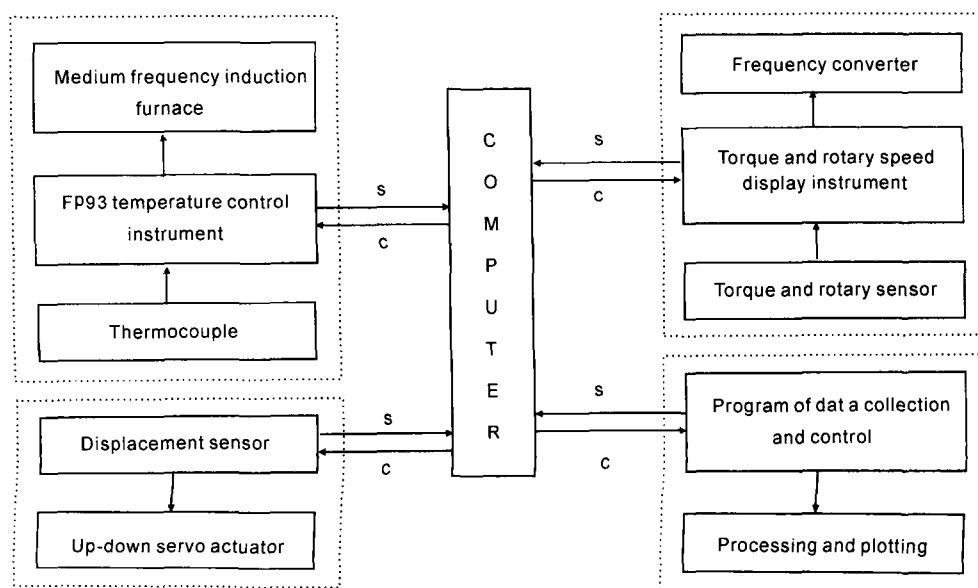 Medium frequency induction
furnace
FP93 temperature control
instrument
Thermocouple
S
C
Displacement sensor
Up-down servo actuator
S
C
C
O
M
P
U
T
E
R
Frequency converter
Torque and rotary speed
display instrument
Torque and rotary sensor
S
C
Program of dat a collection
and control
Processing and plotting
S
C